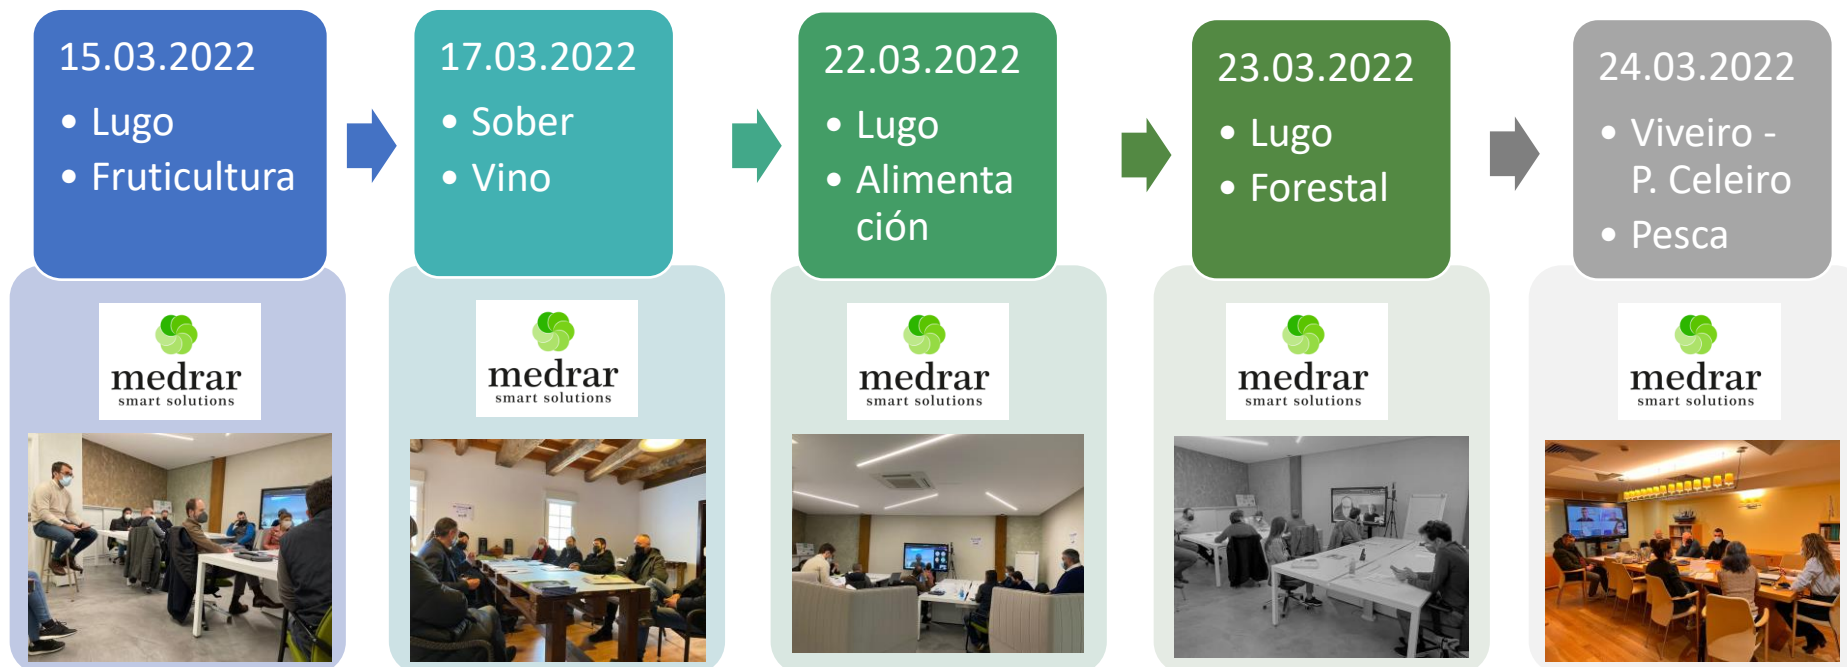 15.03.2022
• Lugo
• Fruticultura
17.03.2022
• Sober
• Vino
22.03.2022
• Lugo
• Alimenta
ción
23.03.2022
• Lugo
• Forestal
24.03.2022
• Viveiro -
P. Celeiro
• Pesca
medrar
smart solutions
medrar
smart solutions
medrar
smart solutions
medrar
smart solutions
medrar
smart solutions